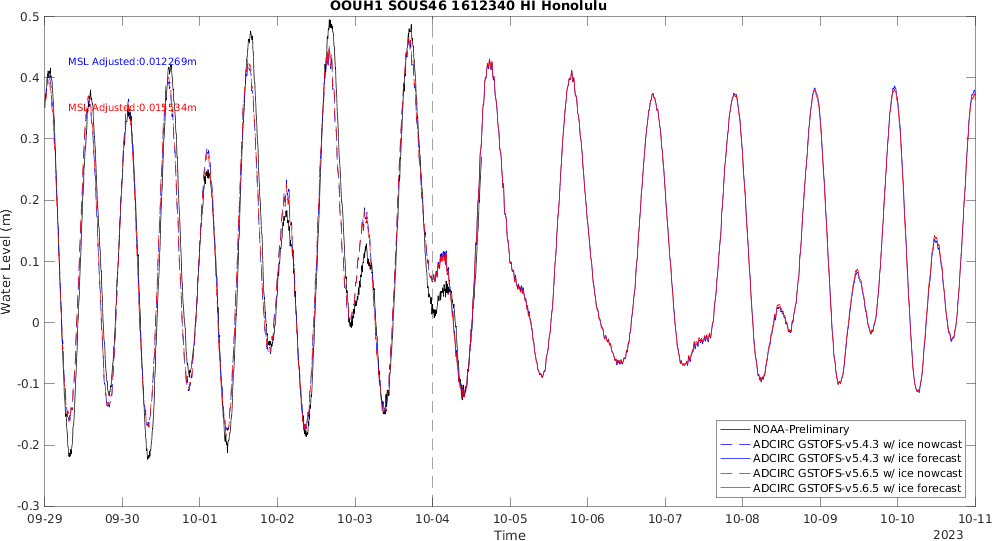 OOUH1 SOUS46 1612340 HI Honolulu
0.5
0.4
0.3
0.2
0.1
0
-0.1
-0.2
-0.3
Water Level (m)
MSL Adjusted:0.012269m
MSL Adjusted:0.015534m
NOAA-Preliminary
ADCIRC GSTOFS-v5.4.3 w/ ice nowcast
ADCIRC GSTOFS-v5.4.3 w/ ice forecast
ADCIRC GSTOFS-v5.6.5 w/ ice nowcast
ADCIRC GSTOFS-v5.6.5 w/ ice forecast
09-29 09-30 10-01 10-02 10-03 10-04 10-05 10-06 10-07 10-08 10-09 10-10 10-11
Time
2023